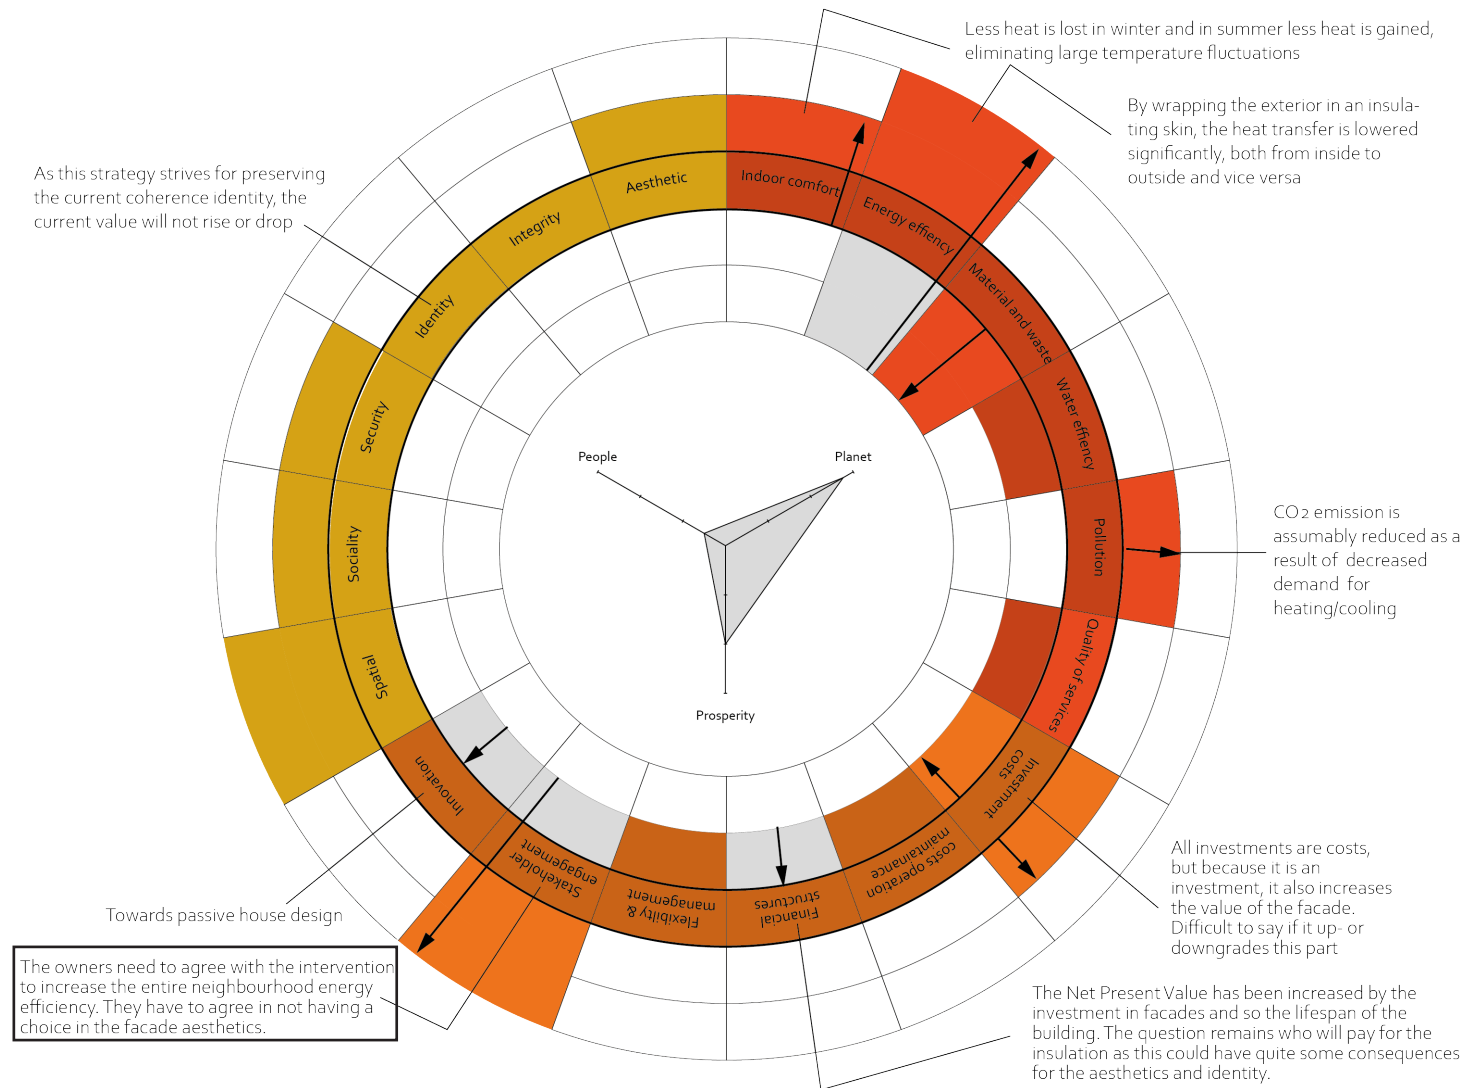 Less heat is lost in winter and in summer less heat is gained,
eliminating large temperature fluctuations
By wrapping the exterior in an insula-
ting skin, the heat transfer is lowered
significantly, both from inside to
outside and vice versa
As this strategy strives for preserving
the current coherence identity, the
current value will not rise or drop
Aesthetic
Indoor comfort
Integrity
Energy effiency
Identity
Material and waste
Security
Water effiency
People
Planet
Sociality
Pollution
CO2 emission is
assumably reduced as a
result of decreased
demand for
heating/cooling
Spatial
Quality of services
Prosperity
Innovation
Investment
costs
Stakeholder
engagement
Flexibilty &
management
Financial
structures
costs operation
maintainance
All investments are costs,
but because it is an
investment, it also increases
the value of the facade.
Difficult to say if it up- or
downgrades this part
Towards passive house design
The owners need to agree with the intervention
to increase the entire neighbourhood energy
efficiency. They have to agree in not having a
choice in the facade aesthetics.
The Net Present Value has been increased by the
investment in facades and so the lifespan of the
building. The question remains who will pay for the
insulation as this could have quite some consequences
for the aesthetics and identity.